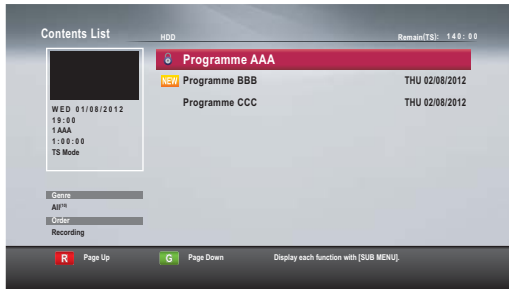 Contents List
HDD
Remain(TS): 140:00
Programme AAA
NEW Programme BBB THU 02/08/2012
Programme CCC THU 02/08/2012
WED 01/08/2012
19:00
1 AAA
1:00:00
TS Mode
Genre
All
Order
Recording
R Page Up G Page Down Display each function with [SUB MENU].